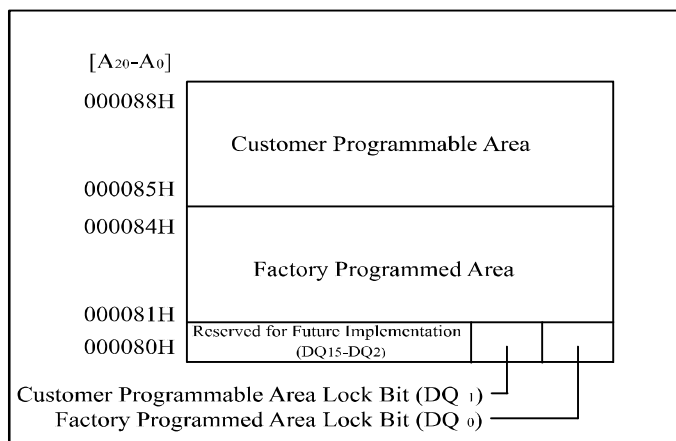 [A20-A0]
000088H
Customer Programmable Area
000085H
000084H
Factory Programmed Area
000081H
Reserved for Future Implementation
(DQ15-DQ2)
000080H
Customer Programmable Area Lock Bit (DQ 1)
Factory Programmed Area Lock Bit (DQ 0)